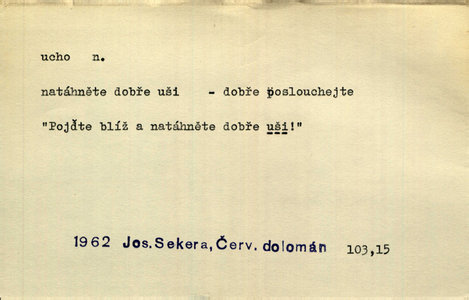 ucho n.
natáhněte dobře uši - dobře poslouchejte
"Pojďte blíž a natáhněte dobře uši!"
1962 Jos. Sekera, Červ. dolomán 103,15